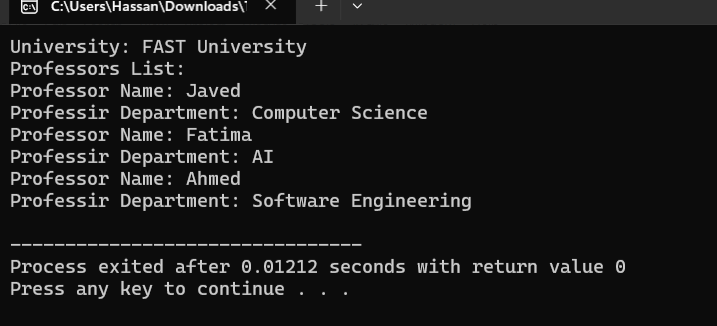 C:\Users\Hassan\Downloads\
University: FAST University
Professors List:
Professor Name: Javed
Professir Department: Computer Science
Professor Name: Fatima
Professir Department: AI
Professor Name: Ahmed
Professir Department: Software Engineering
--------------------------------
Process exited after 0.01212 seconds with return value 0
Press any key to continue . . .